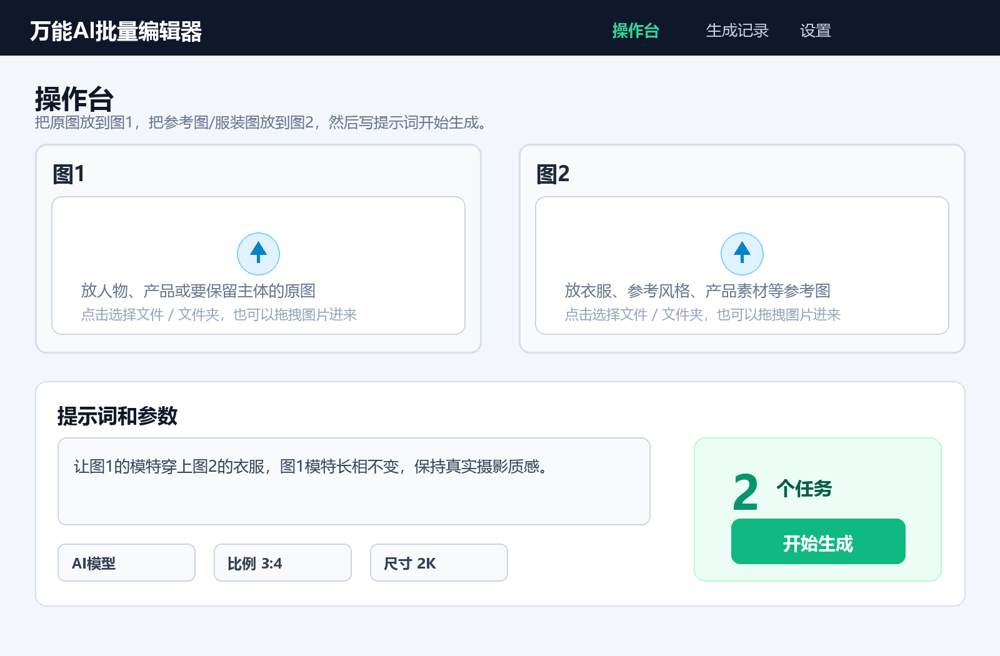 万能AI批量编辑器
操作台
生成记录
设置
操作台
把原图放到图1，把参考图/服装图放到图2，然后写提示词开始生成。
图1
放人物、产品或要保留主体的原图
点击选择文件 / 文件夹，也可以拖拽图片进来
图2
放衣服、参考风格、产品素材等参考图
点击选择文件 / 文件夹，也可以拖拽图片进来
提示词和参数
让图1的模特穿上图2的衣服，图1模特长相不变，保持真实摄影质感。
AI模型
比例 3:4
尺寸 2K
2 个任务
开始生成